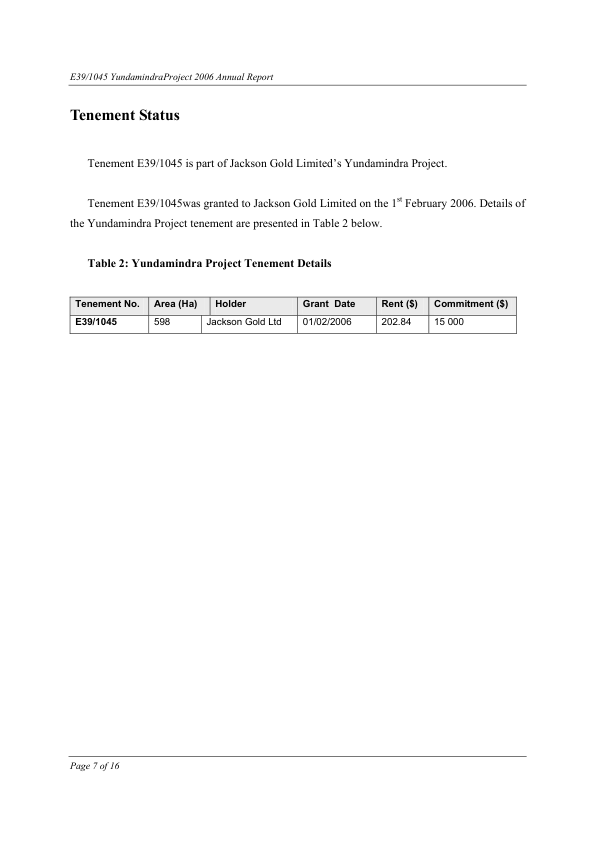 E39/1045 YundamindraProject 2006 Annual Report
Tenement Status
Tenement E39/1045 is part of Jackson Gold Limited’s Yundamindra Project.
Tenement E39/1045was granted to Jackson Gold Limited on the 1st February 2006. Details of
the Yundamindra Project tenement are presented in Table 2 below.
Table 2: Yundamindra Project Tenement Details
Tenement No. Area (Ha) Holder Grant Date Rent ($) Commitment ($)
E39/1045 598 Jackson Gold Ltd 01/02/2006 202.84 15 000
Page 7 of 16